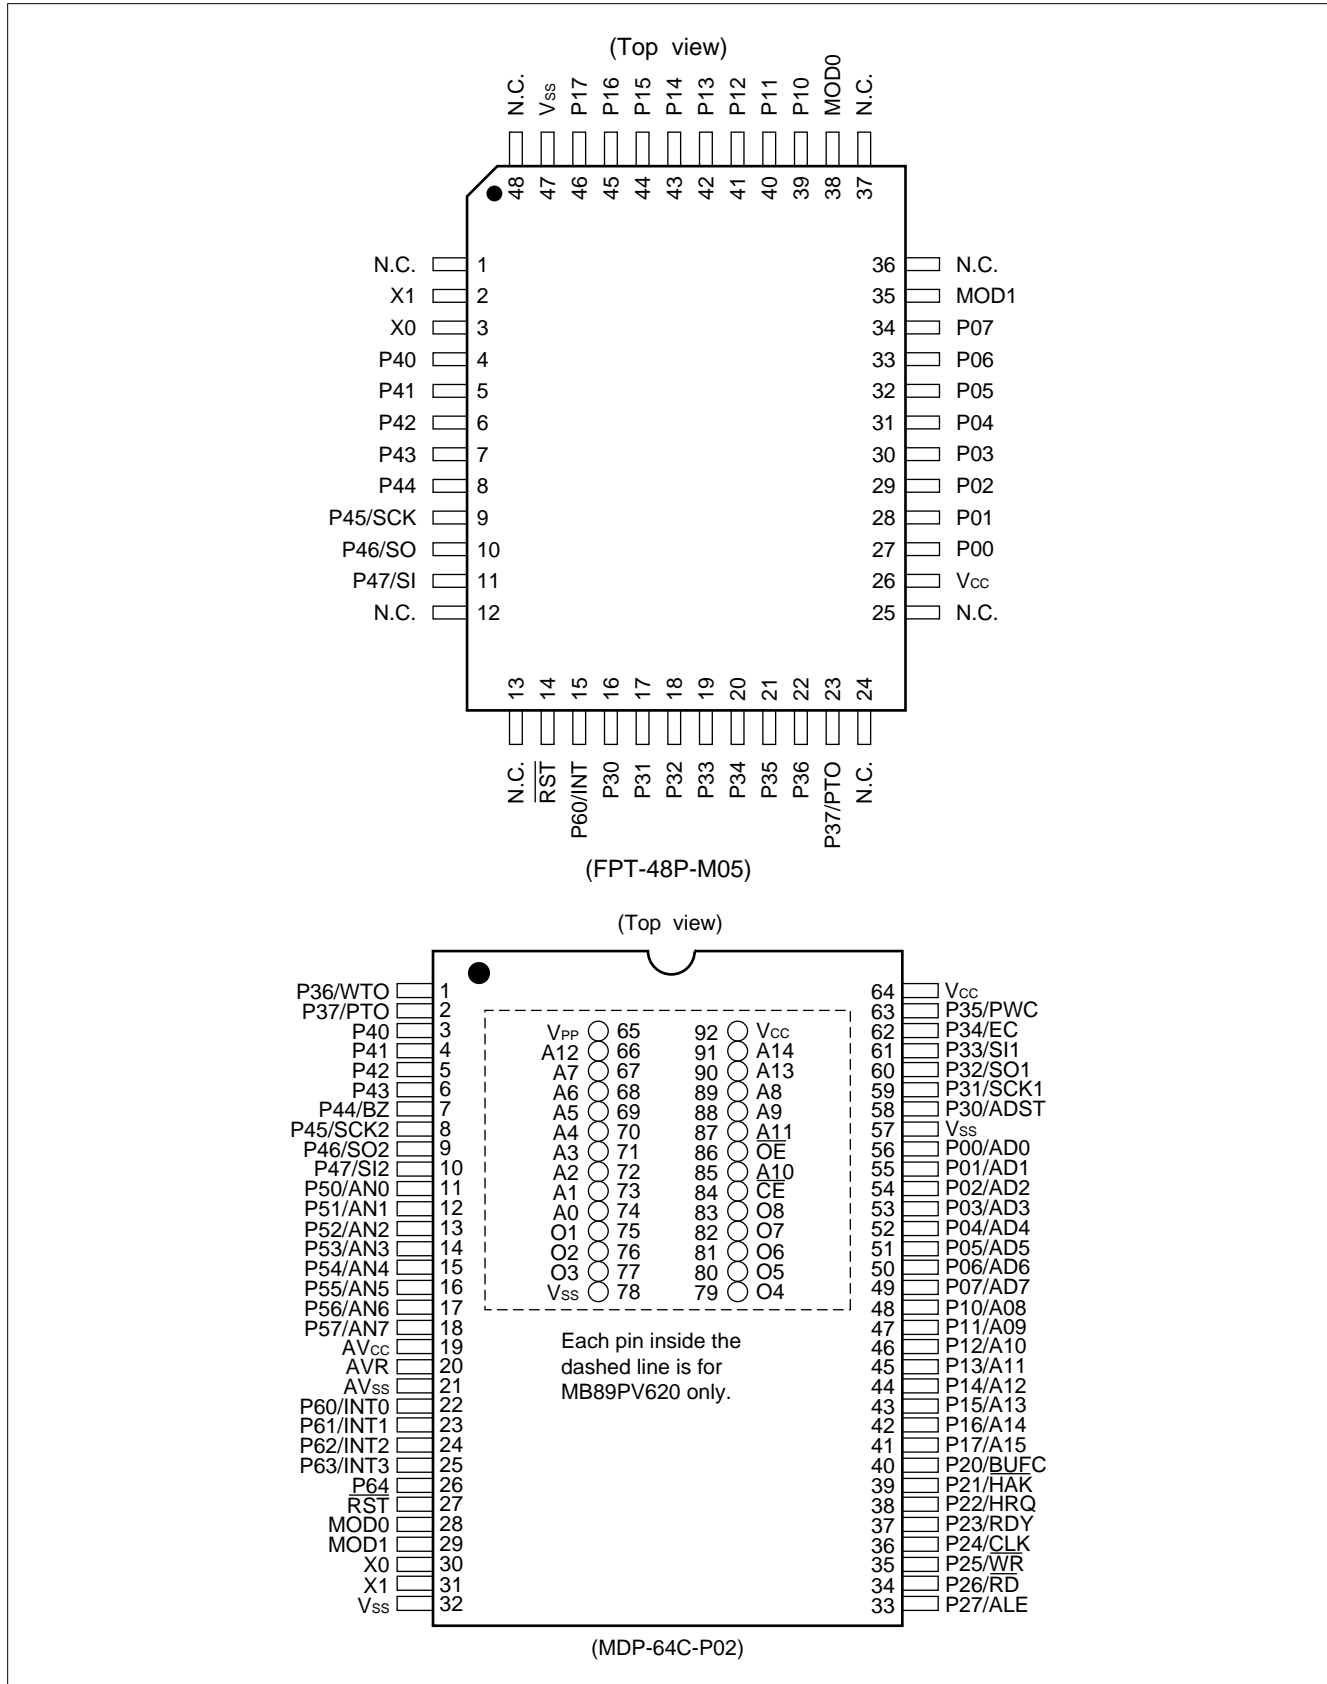 (Top view)
N.C. Vss P17 P16 P15 P14 P13 P12 P11 P10 MOD0 N.C.
48 47 46 45 44 43 42 41 40 39 38 37
N.C. 1 36 N.C.
X1 2 35 MOD1
X0 3 34 P07
P40 4 33 P06
P41 5 32 P05
P42 6 31 P04
P43 7 30 P03
P44 8 29 P02
P45/SCK 9 28 P01
P46/SO 10 27 P00
P47/SI 11 26 Vcc
N.C. 12 25 N.C.
13 14 15 16 17 18 19 20 21 22 23 24
N.C. RST P60/INT P30 P31 P32 P33 P34 P35 P36 P37/PTO N.C.
(FPT-48P-M05)
(Top view)
P36/WTO 1 64 VCC
P37/PTO 2 63 P35/PWC
P40 3 VPP 65 92 VCC 62 P34/EC
P41 4 A12 66 91 A14 61 P33/SI1
P42 5 A7 67 90 A13 60 P32/SO1
P43 6 A6 68 89 A8 59 P31/SCK1
P44/BZ 7 A5 69 88 A9 58 P30/ADST
P45/SCK2 8 A4 70 87 A11 57 Vss
P46/SO2 9 A3 71 86 OE 56 P00/AD0
P47/SI2 10 A2 72 85 A10 55 P01/AD1
P50/AN0 11 A1 73 84 CE 54 P02/AD2
P51/AN1 12 A0 74 83 O8 53 P03/AD3
P52/AN2 13 O1 75 82 O7 52 P04/AD4
P53/AN3 14 O2 76 81 O6 51 P05/AD5
P54/AN4 15 O3 77 80 O5 50 P06/AD6
P55/AN5 16 Vss 78 79 O4 49 P07/AD7
P56/AN6 17 48 P10/A08
P57/AN7 18 47 P11/A09
AVcc 19 46 P12/A10
AVR 20 45 P13/A11
AVss 21 44 P14/A12
P60/INT0 22 43 P15/A13
P61/INT1 23 42 P16/A14
P62/INT2 24 41 P17/A15
P63/INT3 25 40 P20/BUFC
P64 26 39 P21/HAK
RST 27 38 P22/HRQ
MOD0 28 37 P23/RDY
MOD1 29 36 P24/CLK
X0 30 35 P25/WR
X1 31 34 P26/RD
Vss 32 33 P27/ALE
Each pin inside the
dashed line is for
MB89PV620 only.
(MDP-64C-P02)